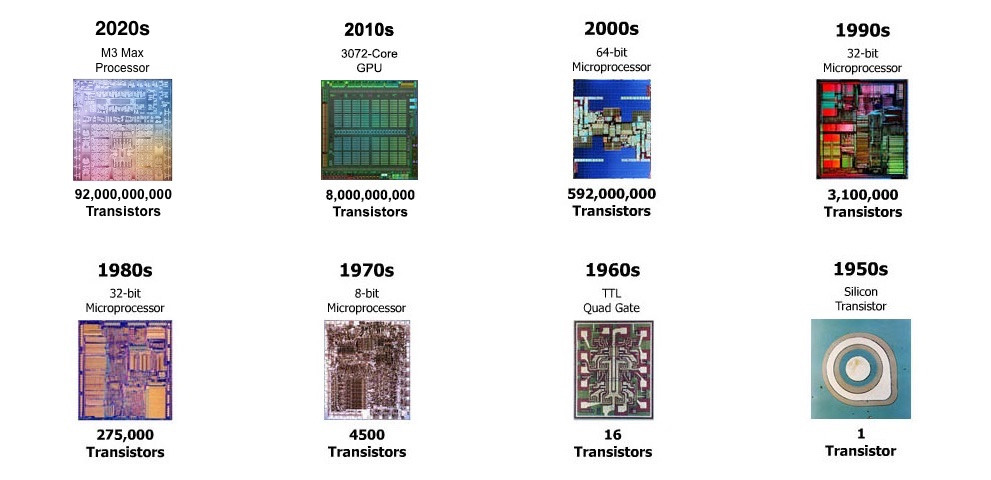 2020s
M3 Max
Processor
92,000,000,000
Transistors
2010s
3072-Core
GPU
8,000,000,000
Transistors
2000s
64-bit
Microprocessor
592,000,000
Transistors
1990s
32-bit
Microprocessor
3,100,000
Transistors
1980s
32-bit
Microprocessor
275,000
Transistors
1970s
8-bit
Microprocessor
4500
Transistors
1960s
TTL
Quad Gate
16
Transistors
1950s
Silicon
Transistor
1
Transistor